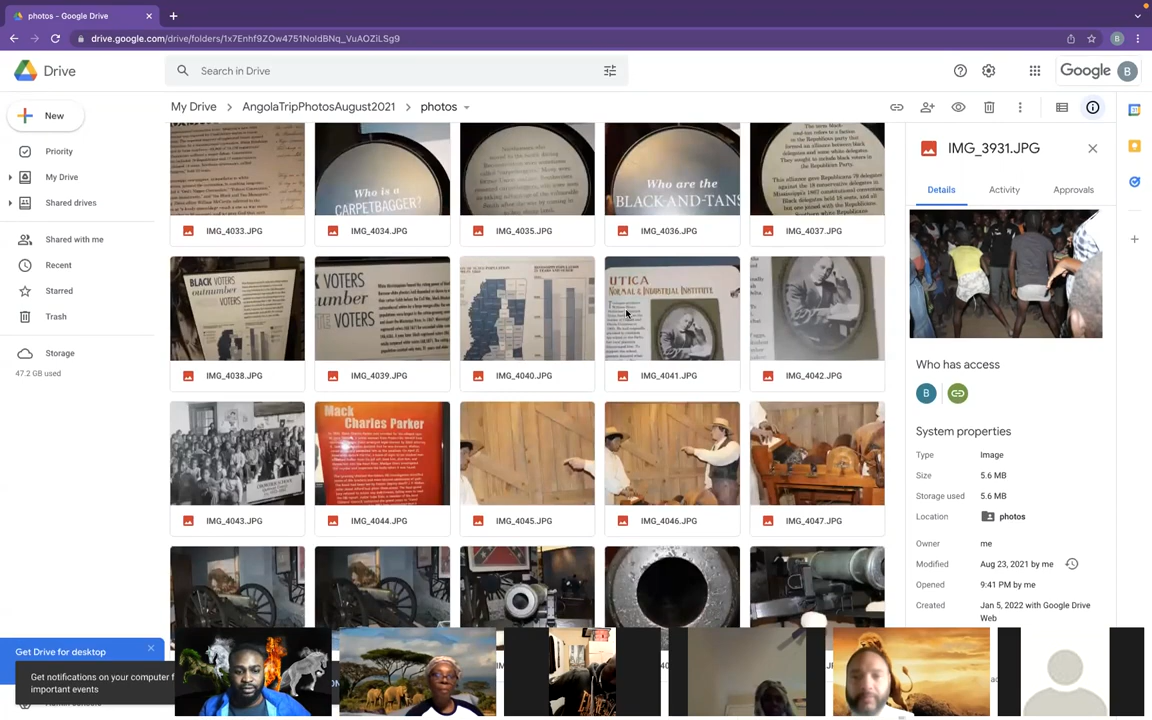 photos - Google Drive
drive.google.com/drive/folders/1x7Enhf9ZOw4751NoIdBNq_VuAOZiLSg9
Drive
Search in Drive
Google
B
New
My Drive
AngolaTripPhotosAugust2021
photos
IMG_3931.JPG
Priority
My Drive
Shared drives
Shared with me
Recent
Starred
Trash
Storage
47.2 GB used
Who is a
CARPETBAGGER?
Who are the
BLACK-AND-TANS
IMG_4033.JPG
IMG_4034.JPG
IMG_4035.JPG
IMG_4036.JPG
IMG_4037.JPG
BLACK VOTERS
outnumber
VOTERS
K VOTERS
umber
TE VOTERS
UTICA
NORMAL & INDUSTRIAL INSTITUTE
IMG_4038.JPG
IMG_4039.JPG
IMG_4040.JPG
IMG_4041.JPG
IMG_4042.JPG
Mack
Charles Parker
IMG_4043.JPG
IMG_4044.JPG
IMG_4045.JPG
IMG_4046.JPG
IMG_4047.JPG
Details
Activity
Approvals
Who has access
B
System properties
Type
Image
Size
5.6 MB
Storage used
5.6 MB
Location
photos
Owner
me
Modified
Aug 23, 2021 by me
Opened
9:41 PM by me
Created
Jan 5, 2022 with Google Drive
Web
Get Drive for desktop
Get notifications on your computer f
important events